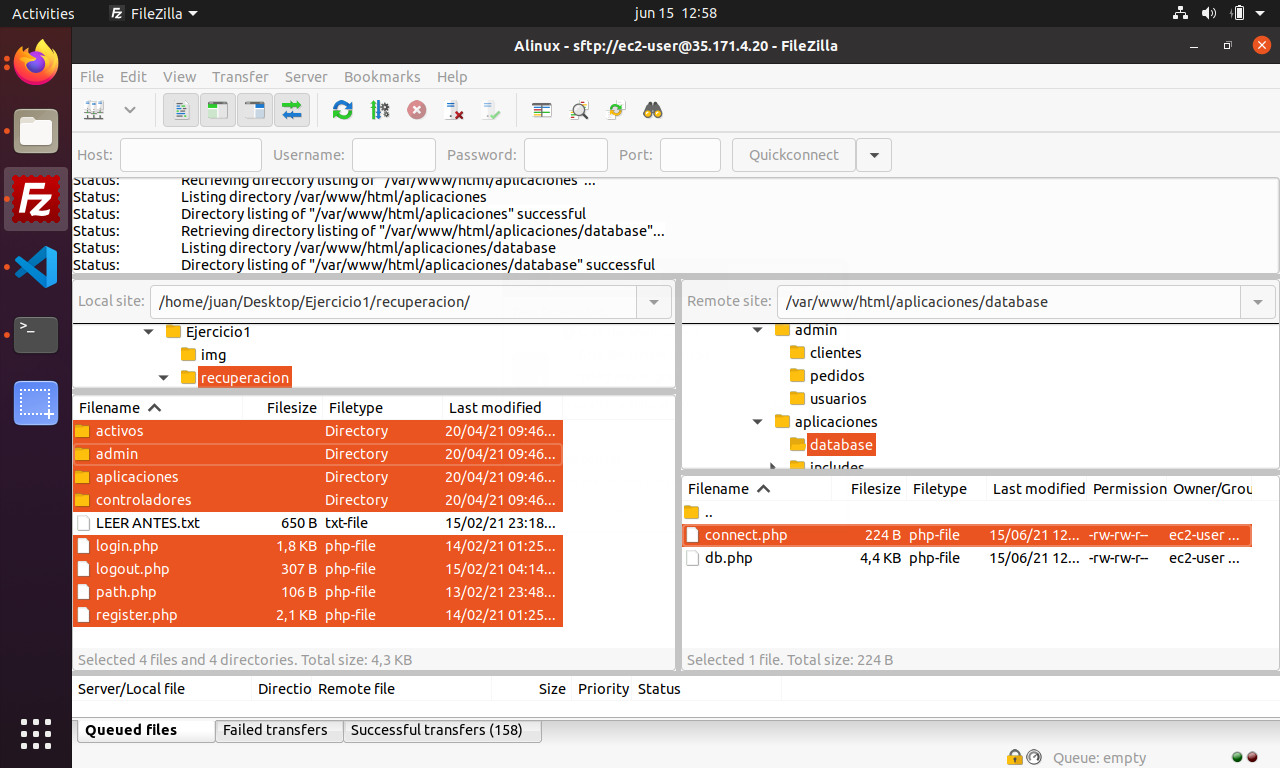 Activities FileZilla jun 15 12:58
Alinux - sftp://ec2-user@35.171.4.20 - FileZilla
File Edit View Transfer Server Bookmarks Help
Host: Username: Password: Port: Quickconnect
Status: Retrieving directory listing of "/var/www/html/aplicaciones"...
Status: Listing directory /var/www/html/aplicaciones
Status: Directory listing of "/var/www/html/aplicaciones" successful
Status: Retrieving directory listing of "/var/www/html/aplicaciones/database"...
Status: Listing directory /var/www/html/aplicaciones/database
Status: Directory listing of "/var/www/html/aplicaciones/database" successful
Local site: /home/juan/Desktop/Ejercicio1/recuperacion/
Ejercicio1
img
recuperacion
Filename Filesize Filetype Last modified
activos Directory 20/04/21 09:46...
admin Directory 20/04/21 09:46...
aplicaciones Directory 20/04/21 09:46...
controladores Directory 20/04/21 09:46...
LEER ANTES.txt 650 B txt-file 15/02/21 23:18...
login.php 1,8 KB php-file 14/02/21 01:25...
logout.php 307 B php-file 15/02/21 04:14...
path.php 106 B php-file 13/02/21 23:48...
register.php 2,1 KB php-file 14/02/21 01:25...
Selected 4 files and 4 directories. Total size: 4,3 KB
Remote site: /var/www/html/aplicaciones/database
admin
clientes
pedidos
usuarios
aplicaciones
database
includes
Filename Filesize Filetype Last modified Permission Owner/Grou
..
connect.php 224 B php-file 15/06/21 12... -rw-rw-r-- ec2-user ...
db.php 4,4 KB php-file 15/06/21 12... -rw-rw-r-- ec2-user ...
Selected 1 file. Total size: 224 B
Server/Local file Directio Remote file Size Priority Status
Queued files Failed transfers Successful transfers (158)
Queue: empty